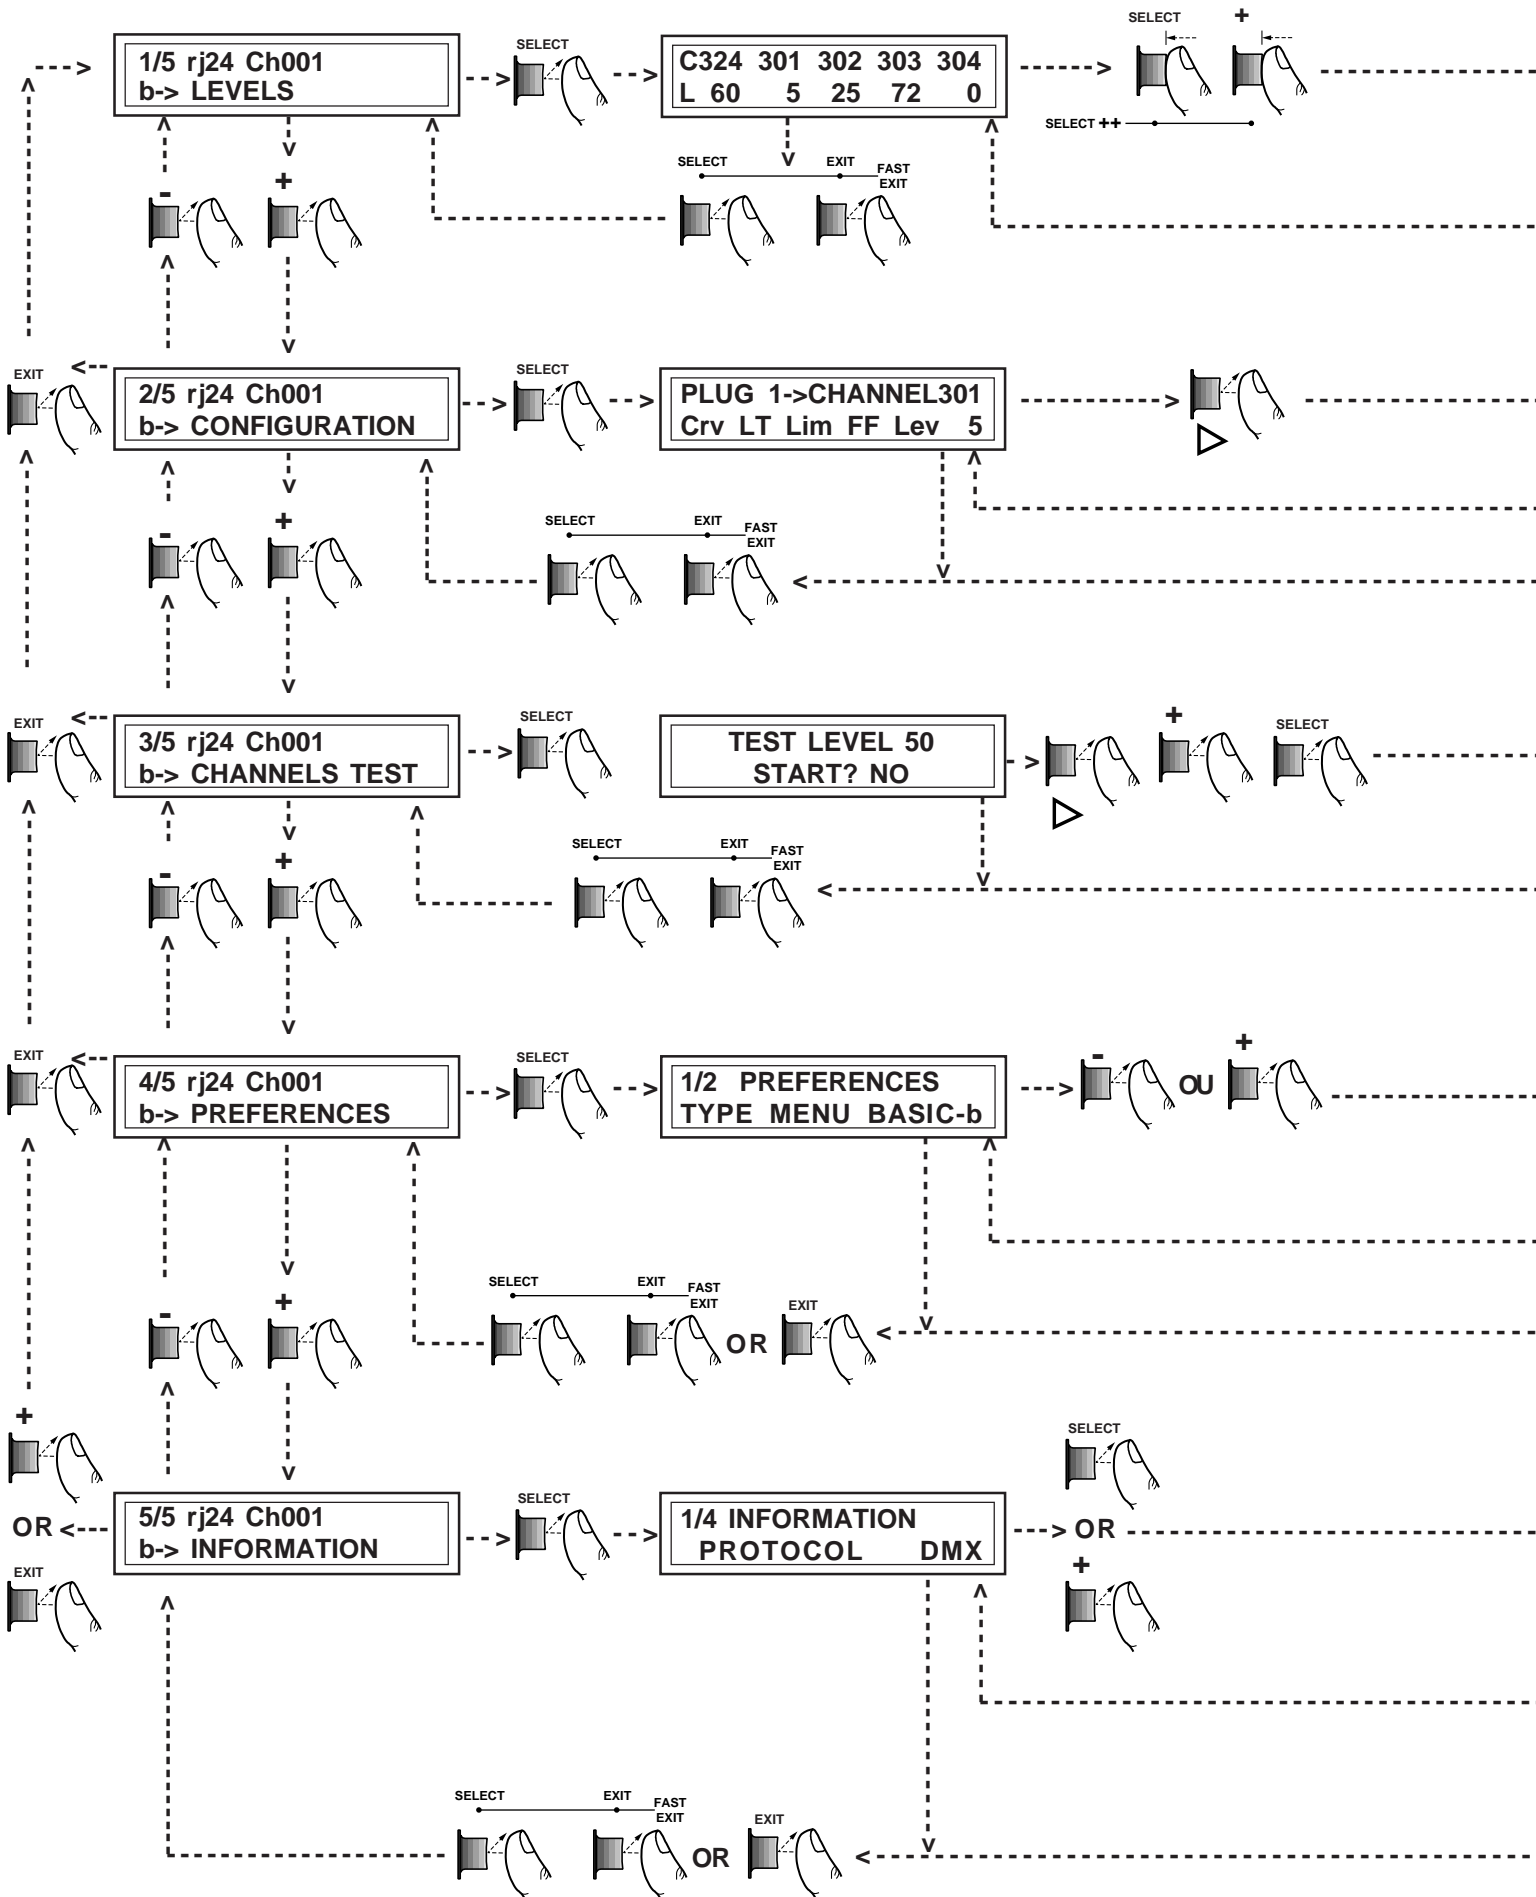 SELECT +
1/5 rj24 Ch001
b-> LEVELS
SELECT
C324 301 302 303 304
L 60 5 25 72 0
SELECT ++
SELECT EXIT FAST EXIT
- +
EXIT
2/5 rj24 Ch001
b-> CONFIGURATION
SELECT
PLUG 1->CHANNEL301
Crv LT Lim FF Lev 5
SELECT EXIT FAST EXIT
- +
EXIT
3/5 rj24 Ch001
b-> CHANNELS TEST
SELECT
TEST LEVEL 50
START? NO
+ SELECT
SELECT EXIT FAST EXIT
- +
EXIT
4/5 rj24 Ch001
b-> PREFERENCES
SELECT
1/2 PREFERENCES
TYPE MENU BASIC-b
- OU +
SELECT EXIT FAST EXIT
OR EXIT
- +
+
OR
EXIT
5/5 rj24 Ch001
b-> INFORMATION
SELECT
1/4 INFORMATION
PROTOCOL DMX
SELECT
OR
+
SELECT EXIT FAST EXIT
OR EXIT